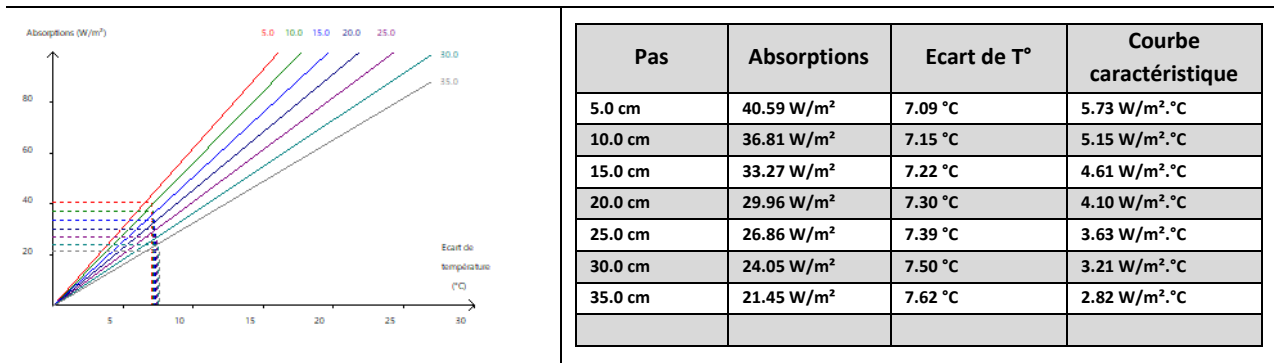 Absorptions (W/m²)
5.0 10.0 15.0 20.0 25.0
30.0
35.0
80
60
40
20
Ecart de
température
(°C)
5 10 15 20 25 30
Pas Absorptions Ecart de T° Courbe
caractéristique
5.0 cm 40.59 W/m² 7.09 °C 5.73 W/m².°C
10.0 cm 36.81 W/m² 7.15 °C 5.15 W/m².°C
15.0 cm 33.27 W/m² 7.22 °C 4.61 W/m².°C
20.0 cm 29.96 W/m² 7.30 °C 4.10 W/m².°C
25.0 cm 26.86 W/m² 7.39 °C 3.63 W/m².°C
30.0 cm 24.05 W/m² 7.50 °C 3.21 W/m².°C
35.0 cm 21.45 W/m² 7.62 °C 2.82 W/m².°C